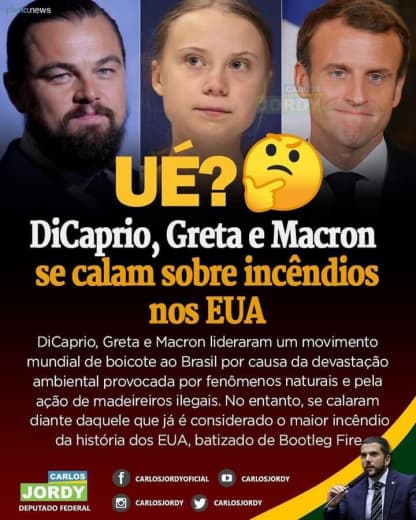 pleno.news
CARLOS
JORDY
UÉ?
DiCaprio, Greta e Macron
se calam sobre incêndios
nos EUA
DiCaprio, Greta e Macron lideraram um movimento
mundial de boicote ao Brasil por causa da devastação
ambiental provocada por fenômenos naturais e pela
ação de madeireiros ilegais. No entanto, se calaram
diante daquele que já é considerado o maior incêndio
da história dos EUA, batizado de Bootleg Fire
CARLOS
JORDY
DEPUTADO FEDERAL
CARLOSJORDYOFICIAL
CARLOSJORDY
CARLOSJORDY
CARLOSJORDY